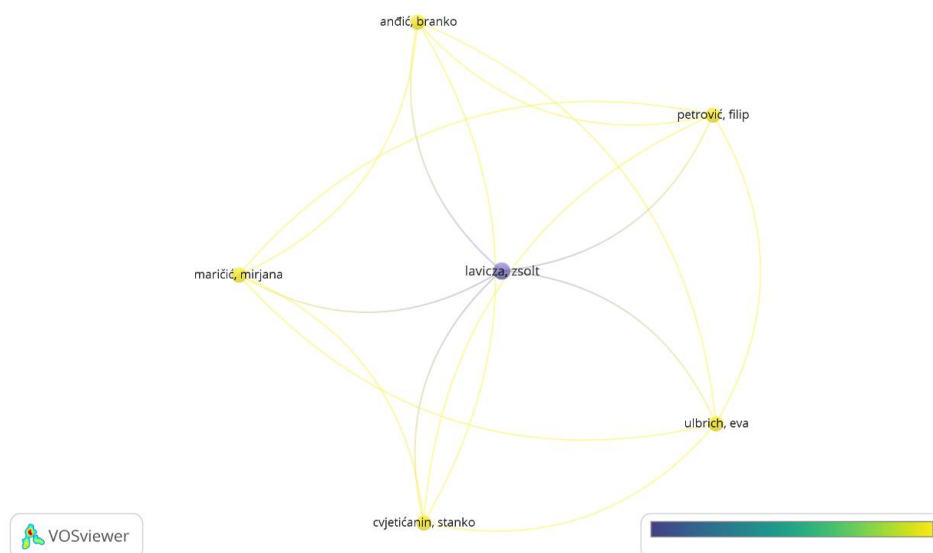 anđić, branko
petrović, filip
lavicza, zsolt
maričić, mirjana
ulbrich, eva
cvjetićanin, stanko
VOSviewer